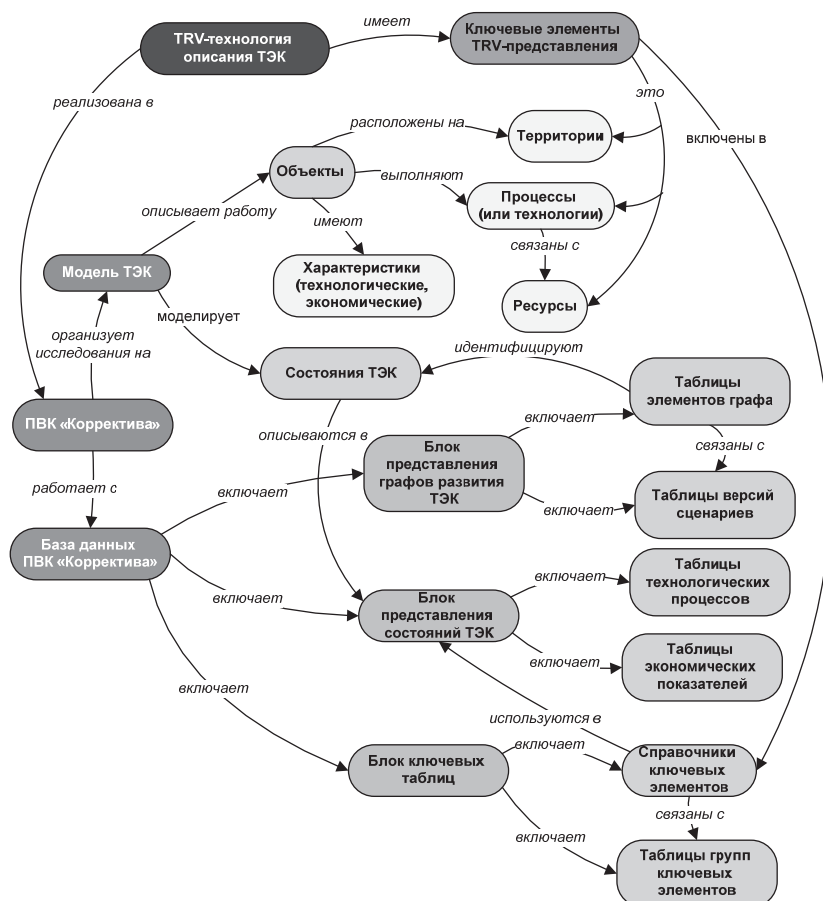 TRV-технология
описания ТЭК
имеет
Ключевые элементы
TRV-представления
реализована в
это
включены в
расположены на
Территории
Объекты
выполняют
Процессы
(или технологии)
описывает работу
имеют
связаны с
Модель ТЭК
Характеристики
(технологические,
экономические)
Ресурсы
моделирует
организует
исследования на
идентифицируют
Состояния ТЭК
Таблицы
элементов графа
ПВК «Корректива»
описываются в
включает
Блок
представления
графов развития
ТЭК
связаны с
работает с
включает
включает
Таблицы версий
сценариев
База данных
ПВК «Корректива»
включает
Блок
представления
состояний ТЭК
включает
Таблицы
технологических
процессов
включает
Таблицы
экономических
показателей
включает
используются в
включает
Блок ключевых
таблиц
Справочники
ключевых
элементов
связаны с
включает
Таблицы групп
ключевых
элементов